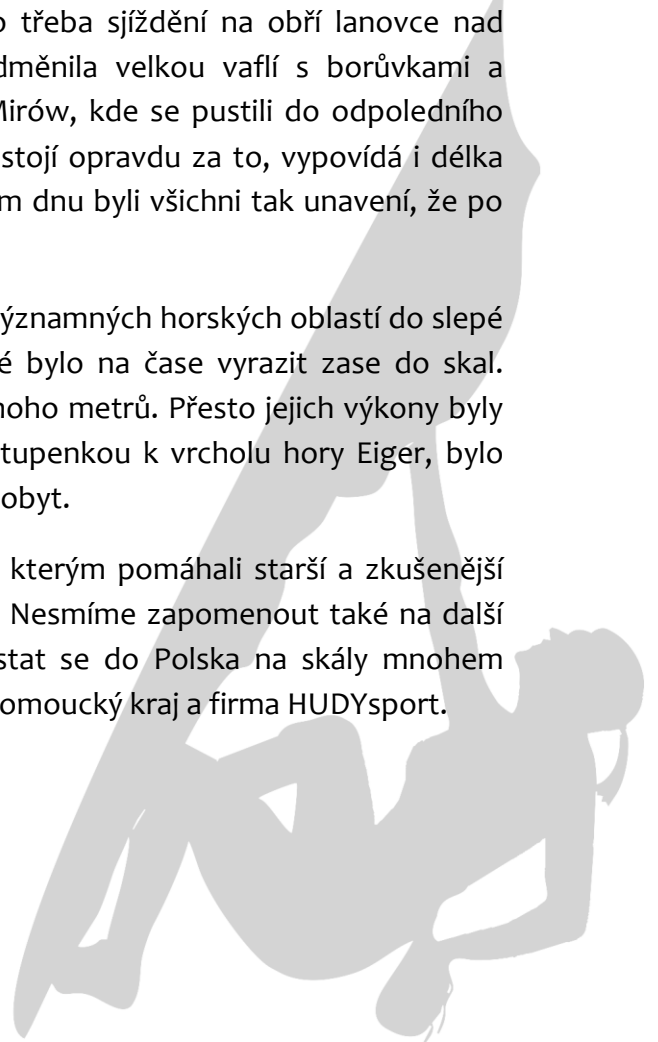 třeba sjíždění na obří lanovce nad
dměnila velkou vaflí s borůvkami a
Mirów, kde se pustili do odpoledního
stojí opravdu za to, vypovídá i délka
m dnu byli všichni tak unavení, že po
významných horských oblastí do slepé
é bylo na čase vyrazit zase do skal.
noho metrů. Přesto jejich výkony byly
tupenkou k vrcholu hory Eiger, bylo
obyt.
kterým pomáhali starší a zkušenější
Nesmíme zapomenout také na další
stat se do Polska na skály mnohem
omoucký kraj a firma HUDYsport.